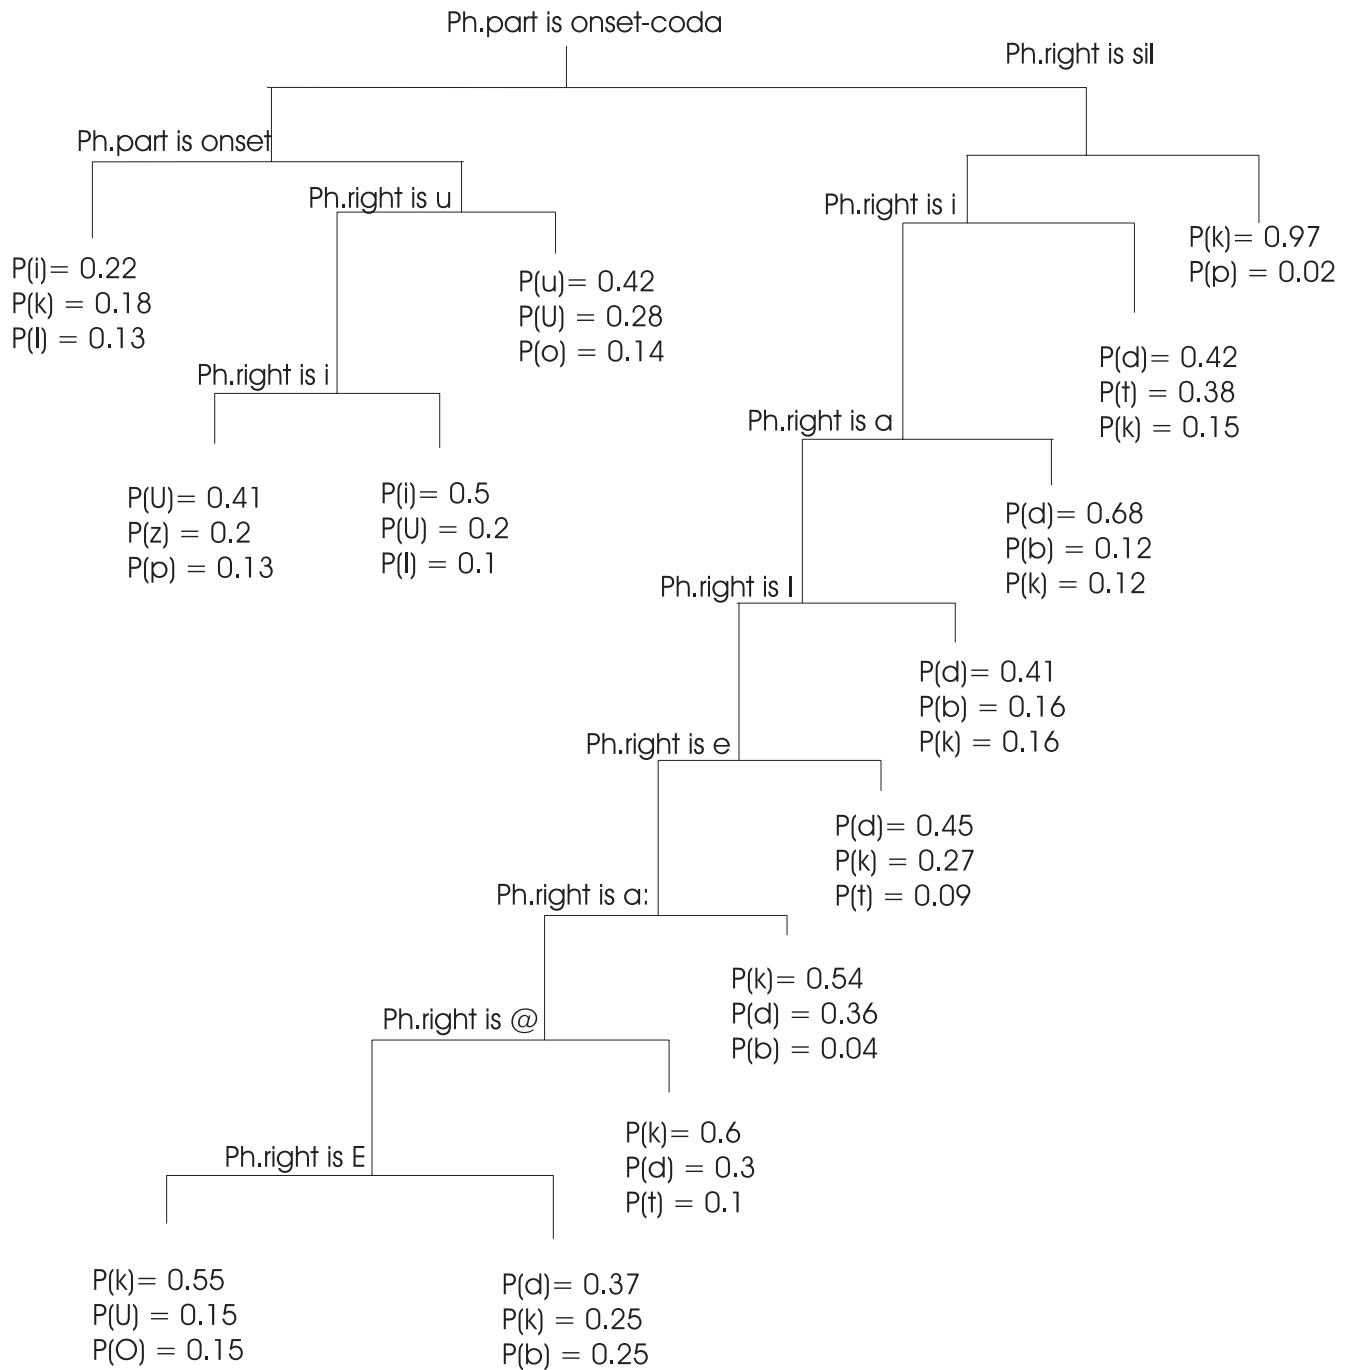 Ph.part is onset-coda
Ph.right is sil
Ph.part is onset
Ph.right is u
Ph.right is i
P(i)= 0.22
P(k) = 0.18
P(l) = 0.13
P(u)= 0.42
P(U) = 0.28
P(o) = 0.14
P(k)= 0.97
P(p) = 0.02
Ph.right is i
P(d)= 0.42
P(t) = 0.38
P(k) = 0.15
Ph.right is a
P(U)= 0.41
P(z) = 0.2
P(p) = 0.13
P(i)= 0.5
P(U) = 0.2
P(l) = 0.1
P(d)= 0.68
P(b) = 0.12
P(k) = 0.12
Ph.right is l
P(d)= 0.41
P(b) = 0.16
P(k) = 0.16
Ph.right is e
P(d)= 0.45
P(k) = 0.27
P(t) = 0.09
Ph.right is a:
P(k)= 0.54
P(d) = 0.36
P(b) = 0.04
Ph.right is @
P(k)= 0.6
P(d) = 0.3
P(t) = 0.1
Ph.right is E
P(k)= 0.55
P(U) = 0.15
P(O) = 0.15
P(d)= 0.37
P(k) = 0.25
P(b) = 0.25